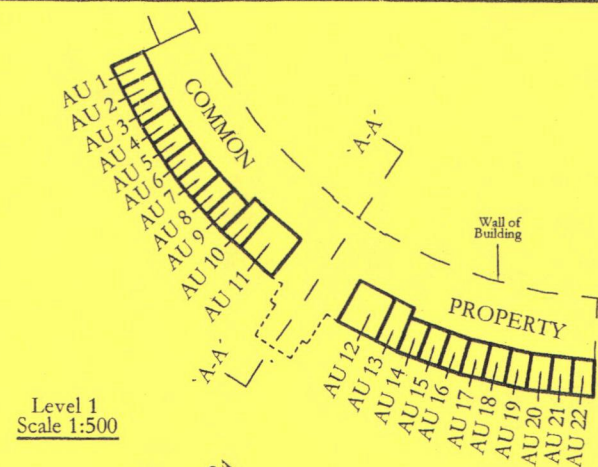 AU 1
AU 2
AU 3
AU 4
AU 5
AU 6
AU 7
AU 8
AU 9
AU 10
AU 11
COMMON
'A-A'
Wall of
Building
PROPERTY
'A-A'
AU 12
AU 13
AU 14
AU 15
AU 16
AU 17
AU 18
AU 19
AU 20
AU 21
AU 22
Level 1
Scale 1:500